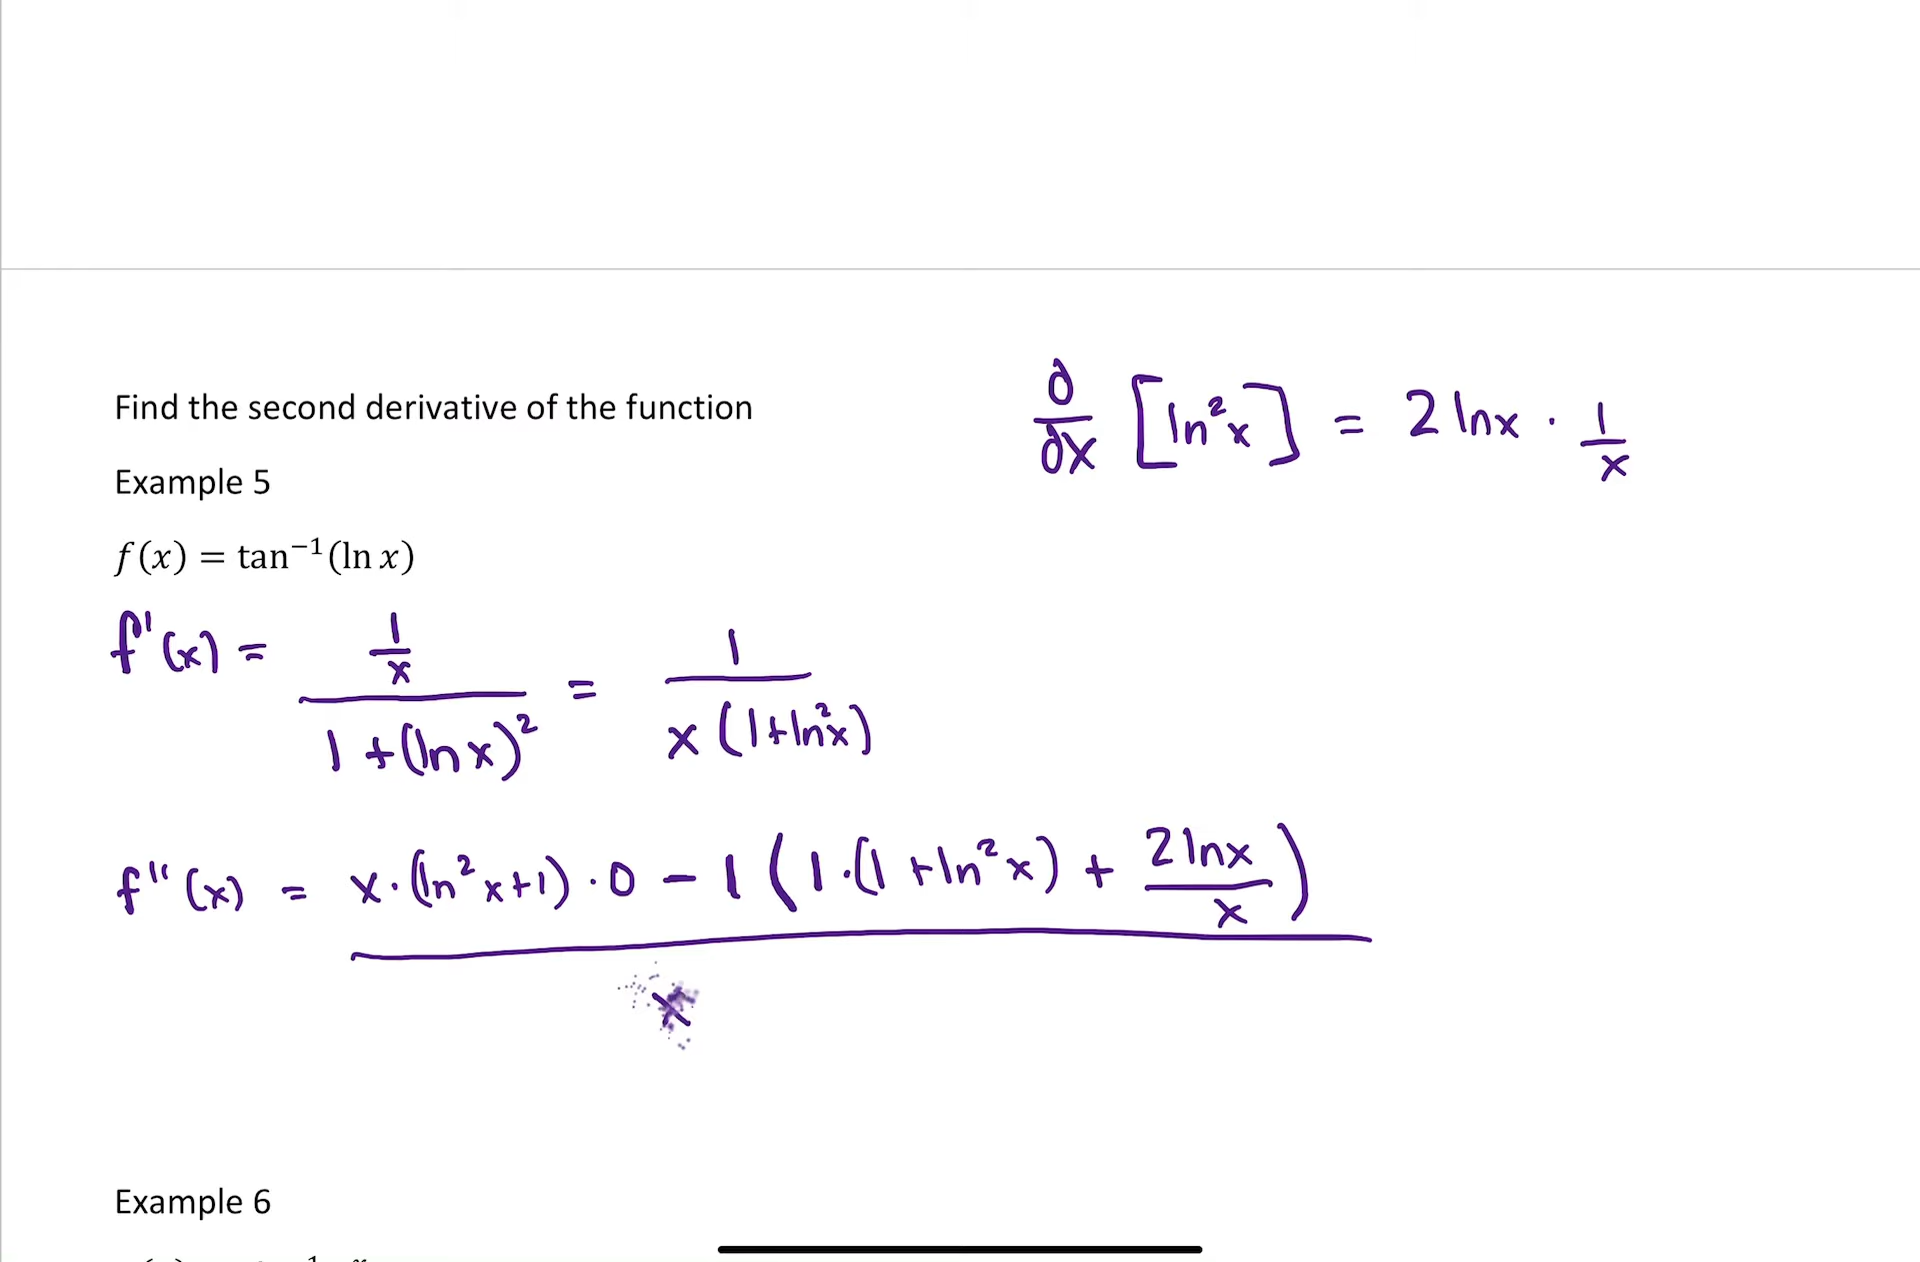 Find the second derivative of the function
∂/∂x [ln²x] = 2 lnx · 1/x
Example 5
f(x) = tan⁻¹(ln x)
f'(x) = (1/x)/(1 + (ln x)²) = 1/(x(1+ln²x))
f''(x) = (x·(ln²x+1)·0 − 1(1·(1+ln²x) + 2lnx/x))/x
Example 6